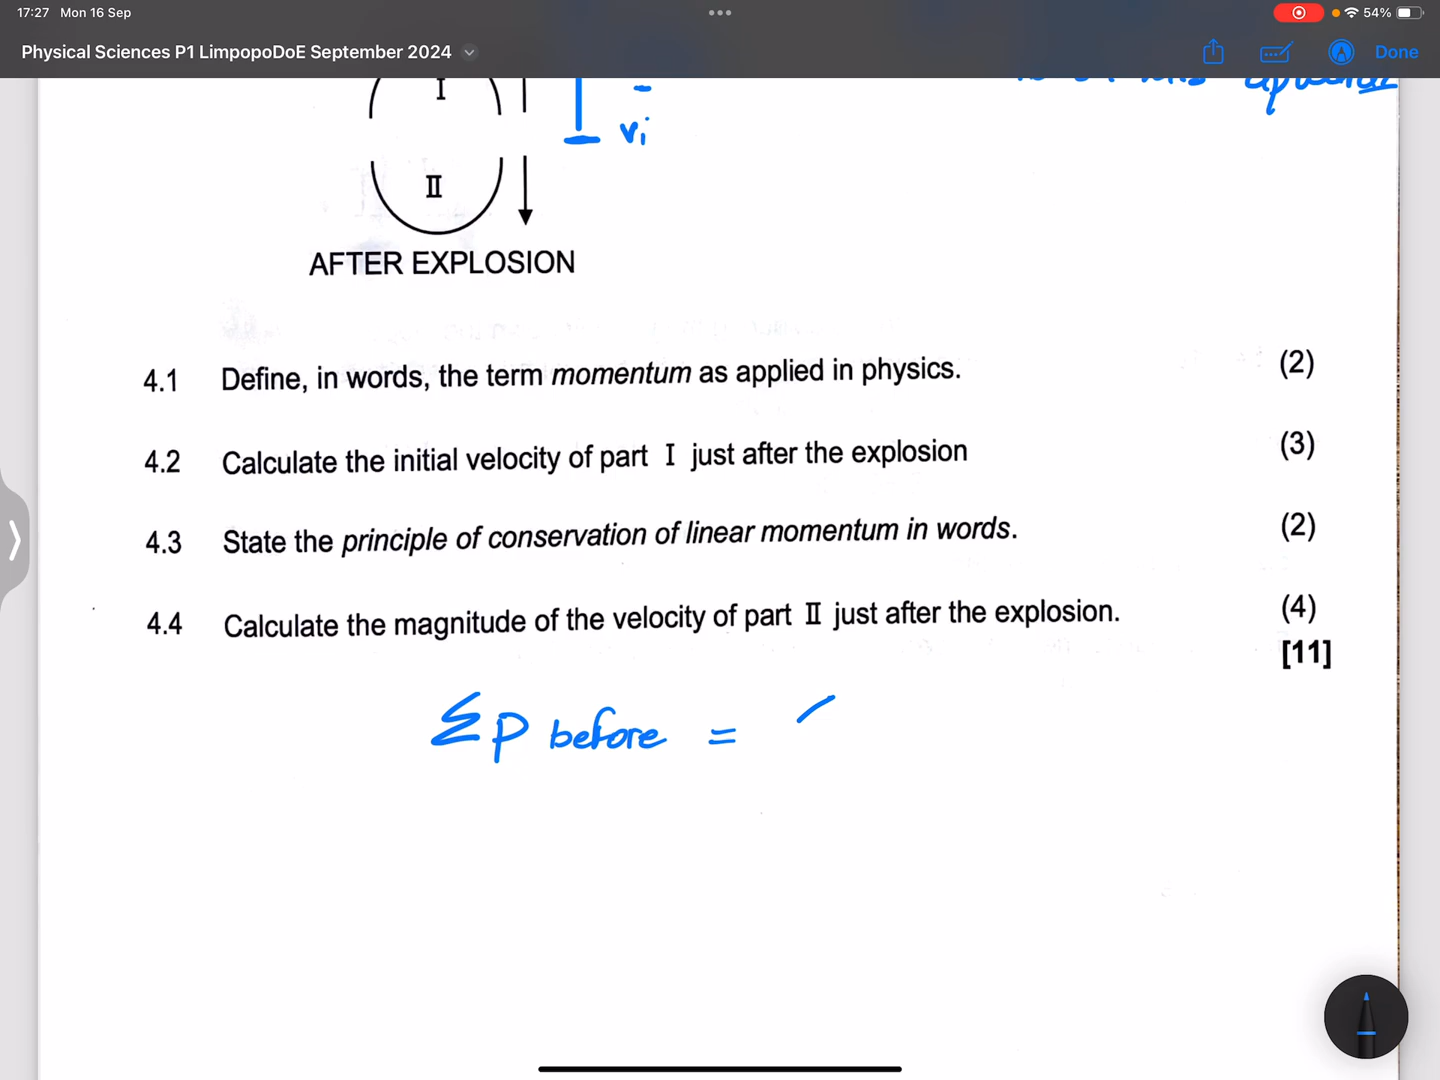 17:27 Mon 16 Sep
54%
Physical Sciences P1 LimpopoDoE September 2024
Done
I
vi
II
AFTER EXPLOSION
4.1 Define, in words, the term momentum as applied in physics. (2)
4.2 Calculate the initial velocity of part I just after the explosion (3)
4.3 State the principle of conservation of linear momentum in words. (2)
4.4 Calculate the magnitude of the velocity of part II just after the explosion. (4)
[11]
Σp before =